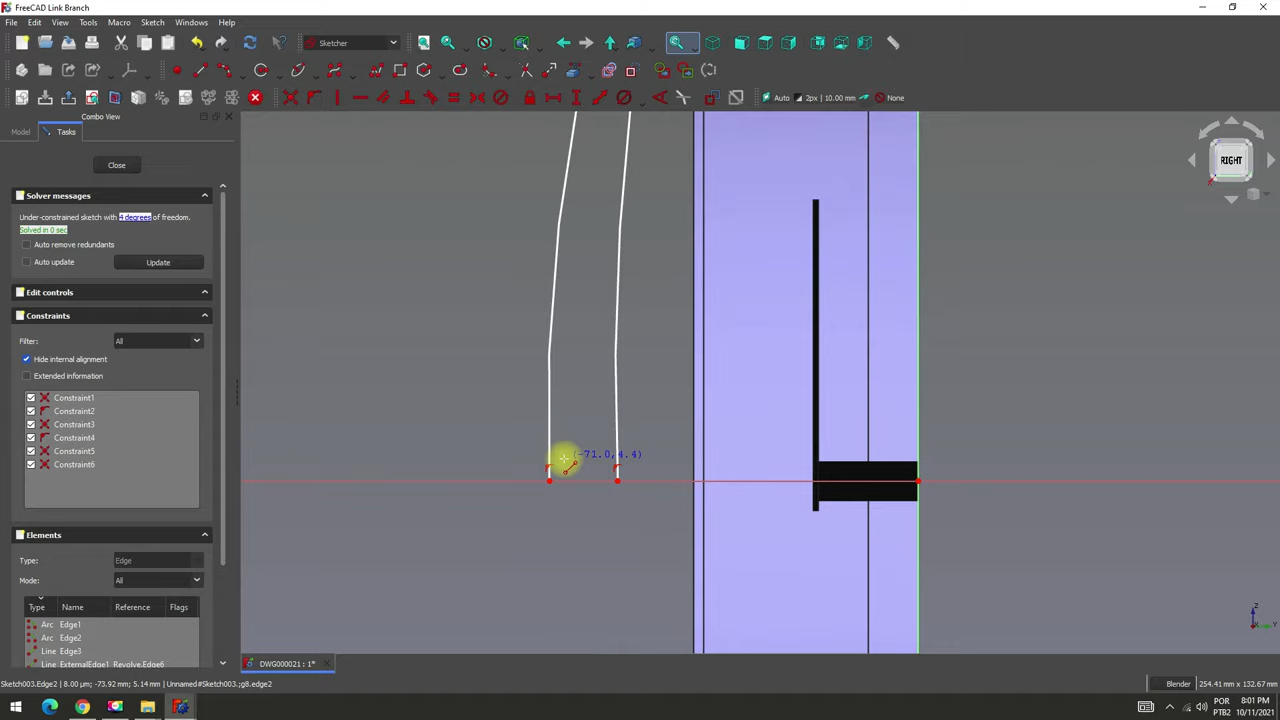 FreeCAD Link Branch
File Edit View Tools Macro Sketch Windows Help
Sketcher
Auto 2px | 10.00 mm None
Combo View
Model Tasks
Close
Solver messages
Under-constrained sketch with 4 degrees of freedom.
Solved in 0 sec
Auto remove redundants
Auto update Update
Edit controls
Constraints
Filter: All
Hide internal alignment
Extended information
Constraint1
Constraint2
Constraint3
Constraint4
Constraint5
Constraint6
Elements
Type: Edge
Mode: All
Type Name Reference Flags
Arc Edge1
Arc Edge2
Line Edge3
Line ExternalEdge1 Revolve.Edge6
(-71.0,4.4)
RIGHT
Z
Y
DWG000021 : 1*
Sketch003.Edge2 | 8.00 µm, -73.92 mm, 5.14 mm | Unnamed#Sketch003.;g8.edge2
Blender 254.41 mm x 132.67 mm
POR
PTB2
8:01 PM
10/11/2021